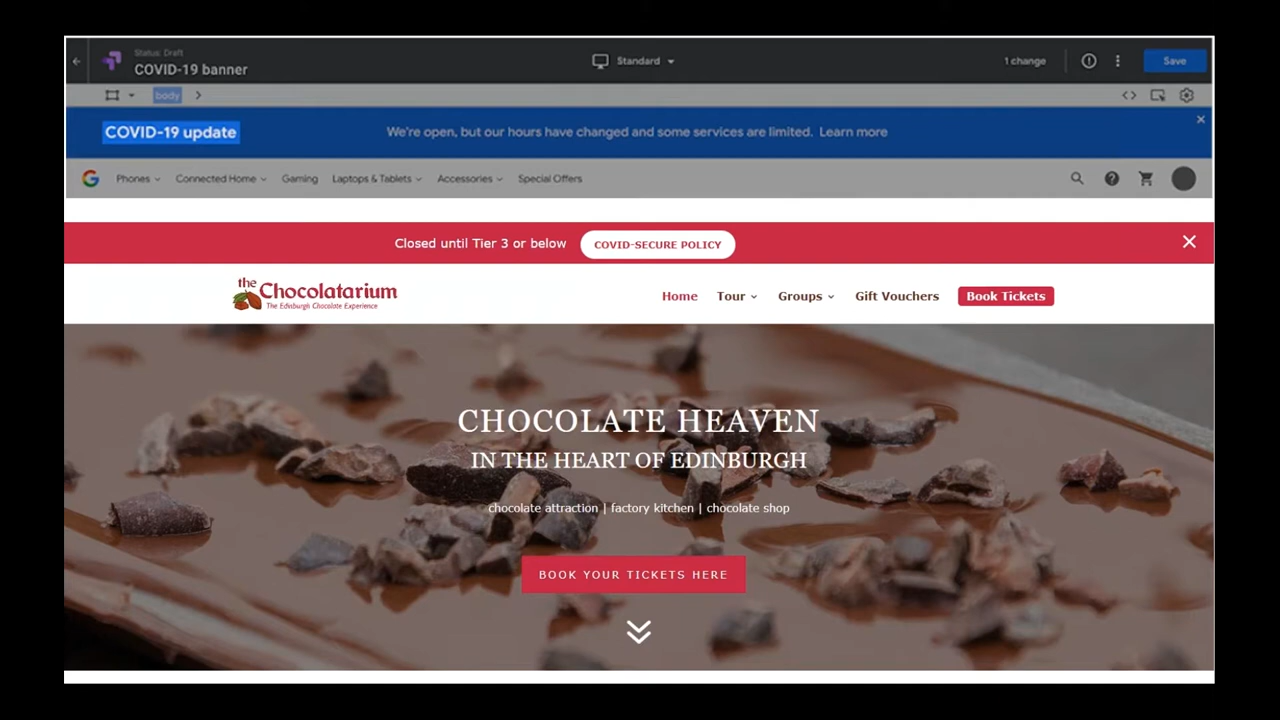 Status: Draft
COVID-19 banner
Standard
1 change
Save
body
COVID-19 update
We're open, but our hours have changed and some services are limited. Learn more
Phones Connected Home Gaming Laptops & Tablets Accessories Special Offers
Closed until Tier 3 or below COVID-SECURE POLICY
the Chocolatarium
The Edinburgh Chocolate Experience
Home Tour Groups Gift Vouchers Book Tickets
CHOCOLATE HEAVEN
IN THE HEART OF EDINBURGH
chocolate attraction | factory kitchen | chocolate shop
BOOK YOUR TICKETS HERE